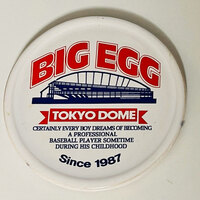 BIG EGG
TOKYO DOME
CERTAINLY EVERY BOY DREAMS OF BECOMING
A PROFESSIONAL
BASEBALL PLAYER SOMETIME
DURING HIS CHILDHOOD
Since 1987